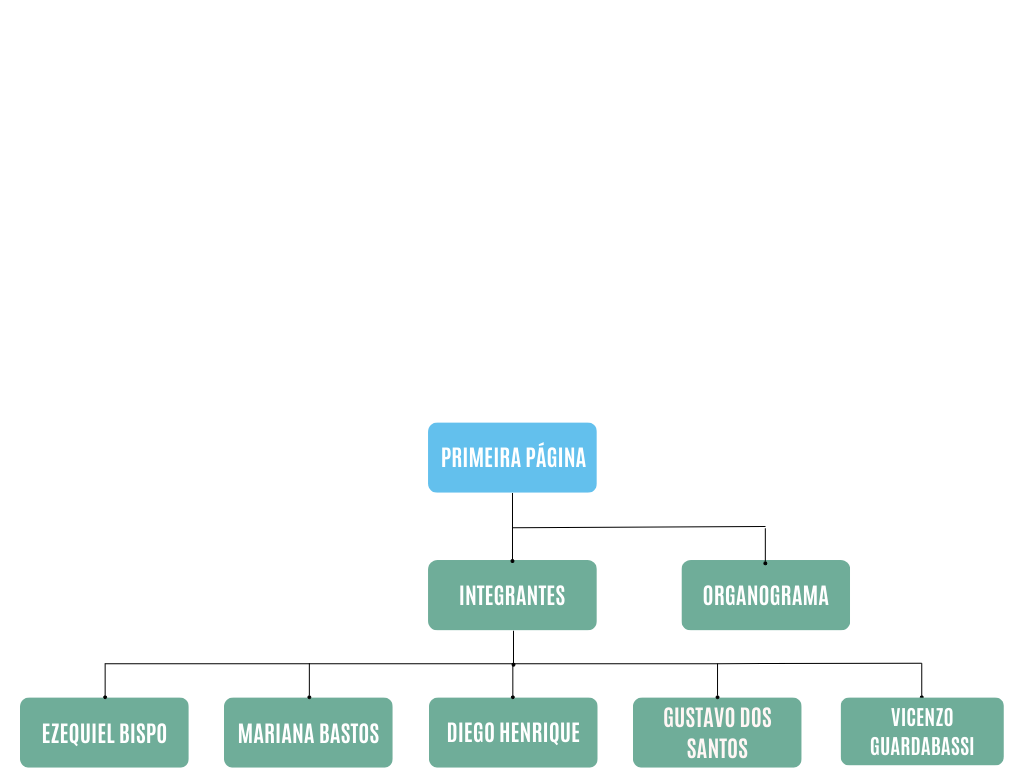 PRIMEIRA PÁGINA
INTEGRANTES
ORGANOGRAMA
EZEQUIEL BISPO
MARIANA BASTOS
DIEGO HENRIQUE
GUSTAVO DOS
SANTOS
VICENZO
GUARDABASSI